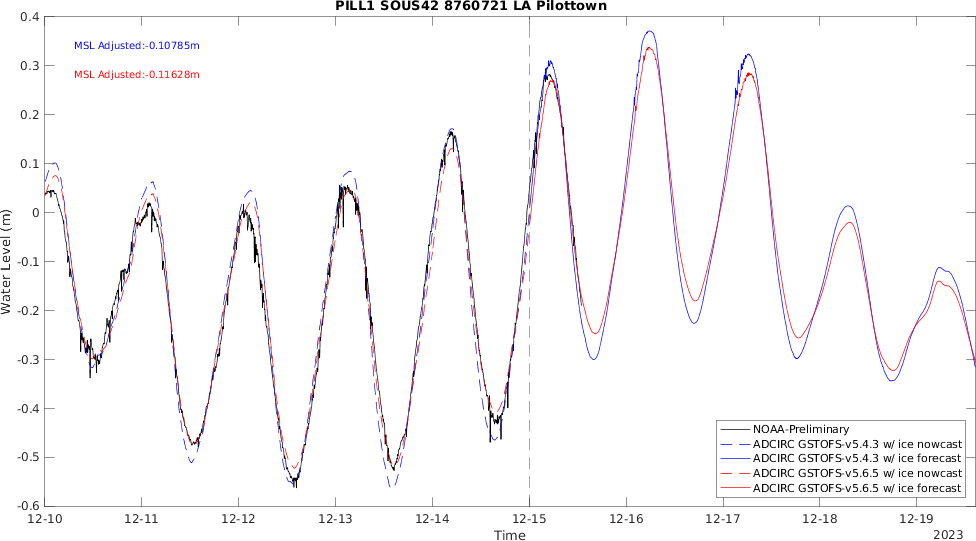 PILL1 SOUS42 8760721 LA Pilottown
MSL Adjusted:-0.10785m
MSL Adjusted:-0.11628m
0.4
0.3
0.2
0.1
0
-0.1
-0.2
-0.3
-0.4
-0.5
-0.6
Water Level (m)
NOAA-Preliminary
ADCIRC GSTOFS-v5.4.3 w/ ice nowcast
ADCIRC GSTOFS-v5.4.3 w/ ice forecast
ADCIRC GSTOFS-v5.6.5 w/ ice nowcast
ADCIRC GSTOFS-v5.6.5 w/ ice forecast
12-10 12-11 12-12 12-13 12-14 12-15 12-16 12-17 12-18 12-19
Time
2023